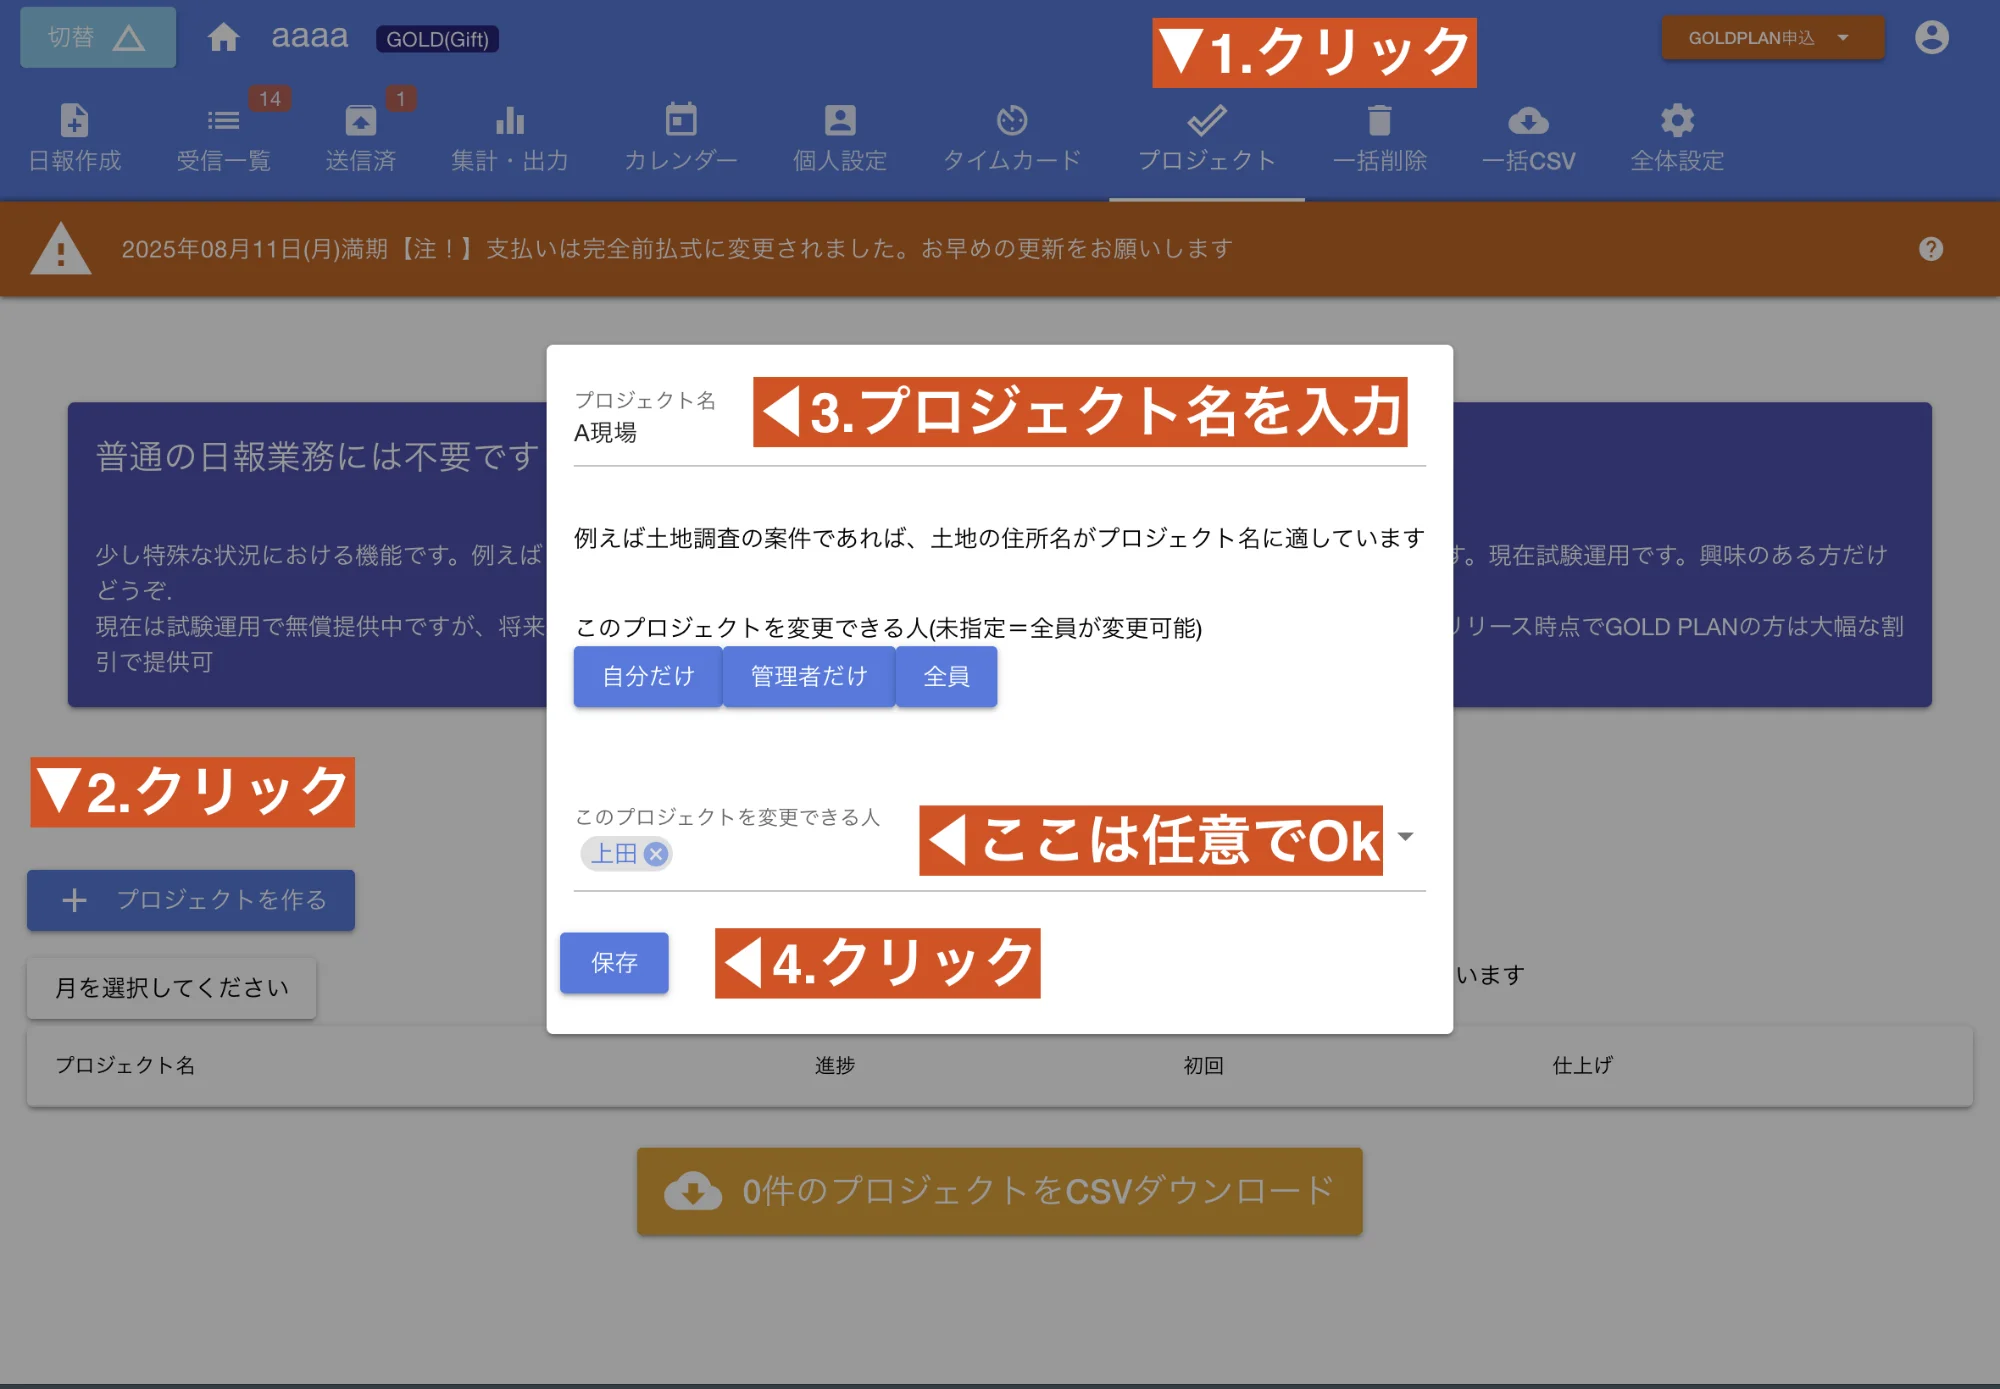 切替
aaaa
GOLD(Gift)
▼1.クリック
GOLDPLAN申込
日報作成
14
受信一覧
1
送信済
集計・出力
カレンダー
個人設定
タイムカード
プロジェクト
一括削除
一括CSV
全体設定
2025年08月11日(月)満期【注！】支払いは完全前払式に変更されました。お早めの更新をお願いします
プロジェクト名
A現場
◀3.プロジェクト名を入力
普通の日報業務には不要です
例えば土地調査の案件であれば、土地の住所名がプロジェクト名に適しています
少し特殊な状況における機能です。例えば
す。現在試験運用です。興味のある方だけ
どうぞ.
現在は試験運用で無償提供中ですが、将来
リリース時点でGOLD PLANの方は大幅な割
引で提供可
このプロジェクトを変更できる人(未指定＝全員が変更可能)
自分だけ
管理者だけ
全員
▼2.クリック
このプロジェクトを変更できる人
上田
◀ここは任意でOk
プロジェクトを作る
保存
◀4.クリック
月を選択してください
います
プロジェクト名
進捗
初回
仕上げ
0件のプロジェクトをCSVダウンロード